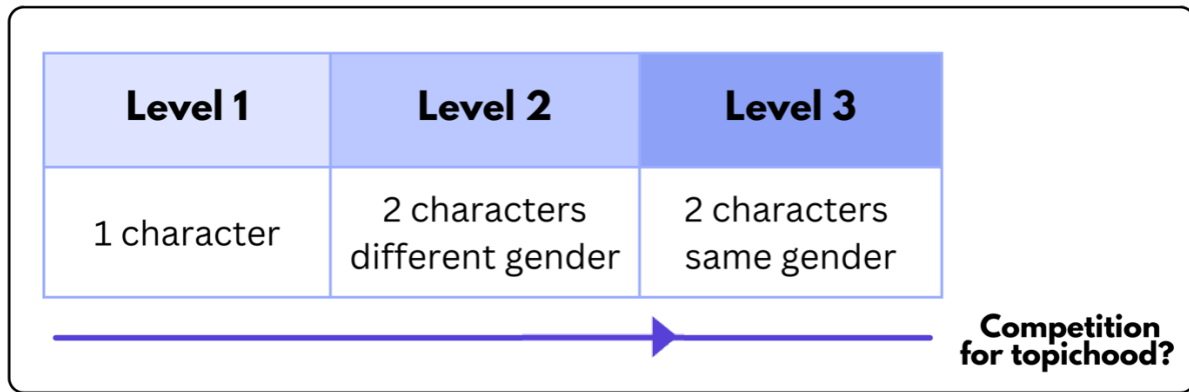 Level 1
Level 2
Level 3
1 character
2 characters
different gender
2 characters
same gender
Competition
for topichood?